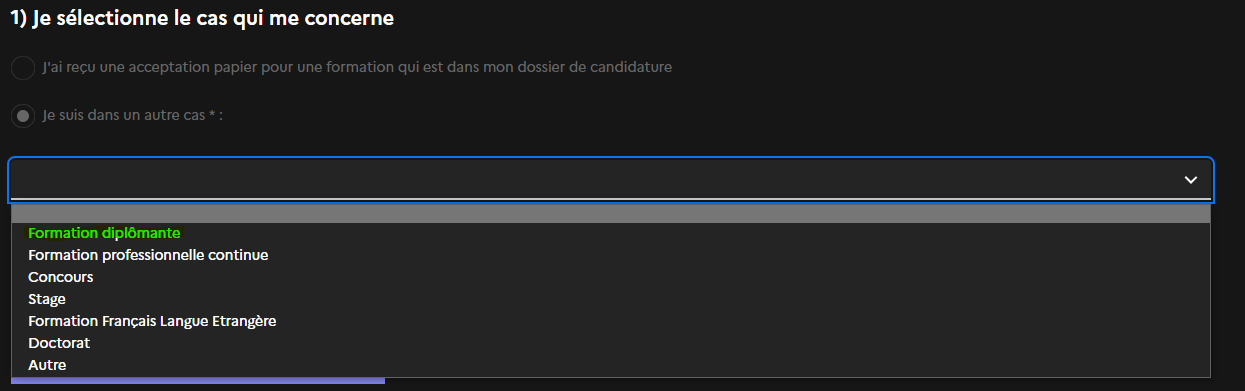 1) Je sélectionne le cas qui me concerne
J'ai reçu une acceptation papier pour une formation qui est dans mon dossier de candidature
Je suis dans un autre cas * :
Formation diplômante
Formation professionnelle continue
Concours
Stage
Formation Français Langue Etrangère
Doctorat
Autre